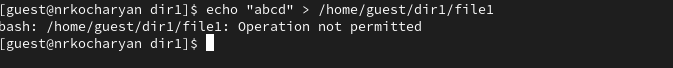 [guest@nrkocharyan dir1]$ echo "abcd" > /home/guest/dir1/file1
bash: /home/guest/dir1/file1: Operation not permitted
[guest@nrkocharyan dir1]$